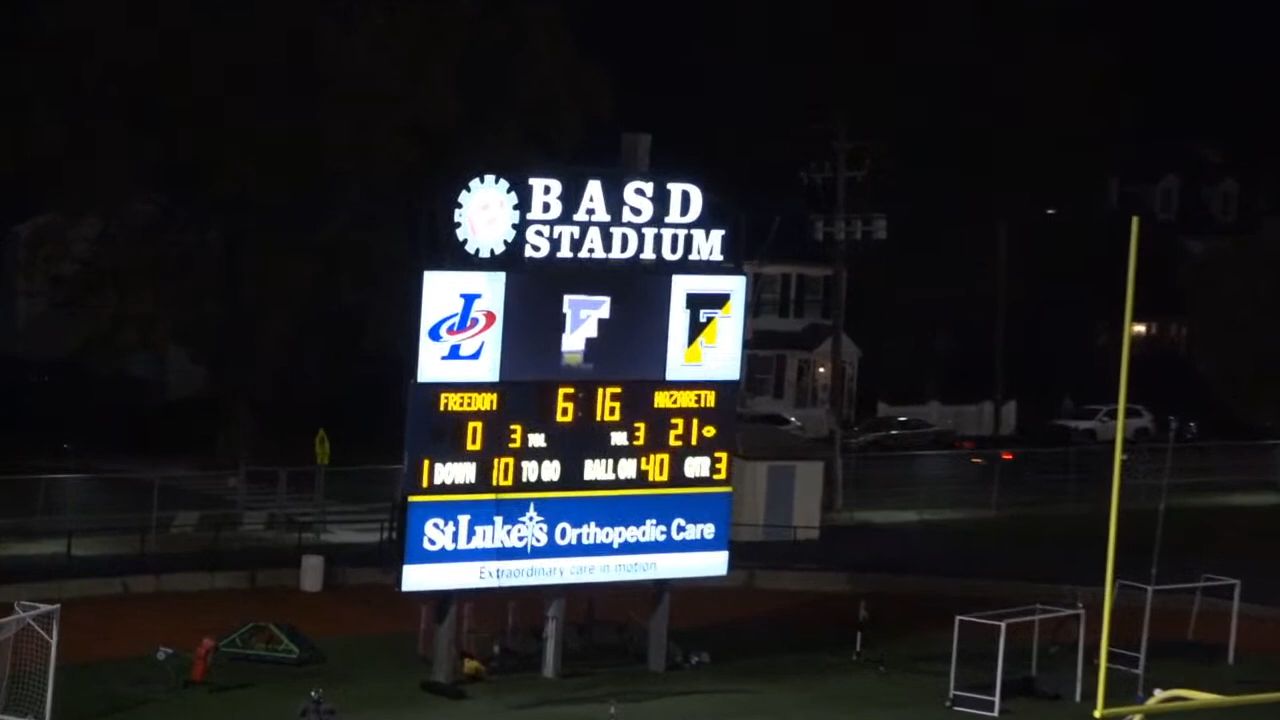 BASD
STADIUM
L
F
F
FREEDOM 6:16 NAZARETH
0 3 TOL TOL 3 21
1 DOWN 10 TO GO BALL ON 40 QTR 3
St Luke's Orthopedic Care
Extraordinary care in motion